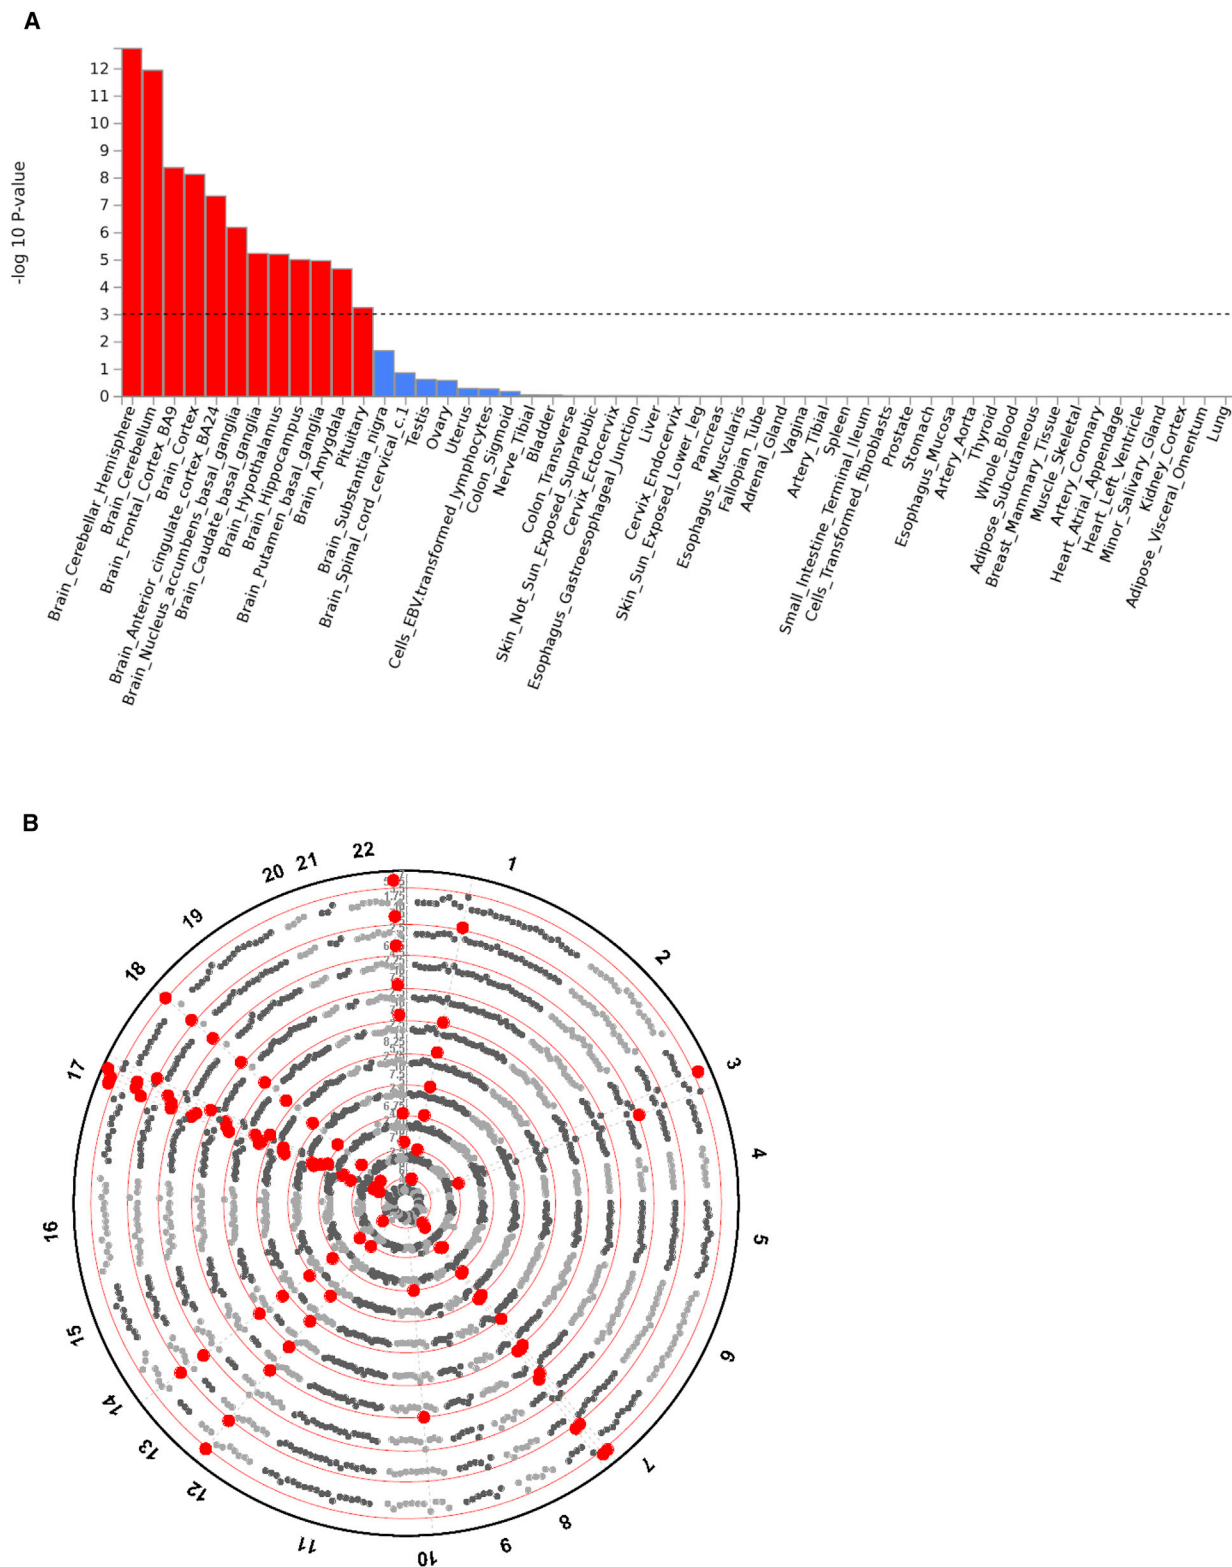 A
-log 10 P-value
12
11
10
9
8
7
6
5
4
3
2
1
0
Brain_Cerebellar_Hemisphere
Brain_Cerebellum
Brain_Frontal_Cortex_BA9
Brain_Cortex
Brain_Anterior_cingulate_cortex_BA24
Brain_Nucleus_accumbens_basal_ganglia
Brain_Caudate_basal_ganglia
Brain_Hypothalamus
Brain_Hippocampus
Brain_Putamen_basal_ganglia
Brain_Amygdala
Pituitary
Brain_Substantia_nigra
Brain_Spinal_cord_cervical_c.1
Testis
Ovary
Uterus
Cells_EBV.transformed_lymphocytes
Colon_Sigmoid
Nerve_Tibial
Bladder
Colon_Transverse
Skin_Not_Sun_Exposed_Suprapubic
Cervix_Ectocervix
Esophagus_Gastroesophageal_Junction
Liver
Cervix_Endocervix
Skin_Sun_Exposed_Lower_leg
Pancreas
Esophagus_Muscularis
Fallopian_Tube
Adrenal_Gland
Vagina
Artery_Tibial
Spleen
Small_Intestine_Terminal_Ileum
Cells_Transformed_fibroblasts
Prostate
Stomach
Esophagus_Mucosa
Artery_Aorta
Thyroid
Whole_Blood
Adipose_Subcutaneous
Breast_Mammary_Tissue
Muscle_Skeletal
Artery_Coronary
Heart_Atrial_Appendage
Heart_Left_Ventricle
Minor_Salivary_Gland
Kidney_Cortex
Adipose_Visceral_Omentum
Lung
B
1
2
3
4
5
6
7
8
9
10
11
12
13
14
15
16
17
18
19
20
21
22